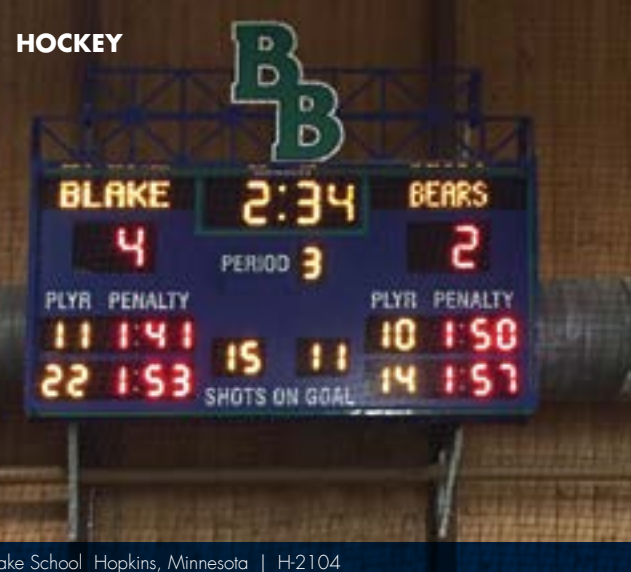 HOCKEY
B
B
BLAKE 2:34 BEARS
4 PERIOD 3 2
PLYR PENALTY PLYR PENALTY
11 1:41 15 11 10 1:50
22 1:53 SHOTS ON GOAL 14 1:57
ake School Hopkins, Minnesota | H-2104